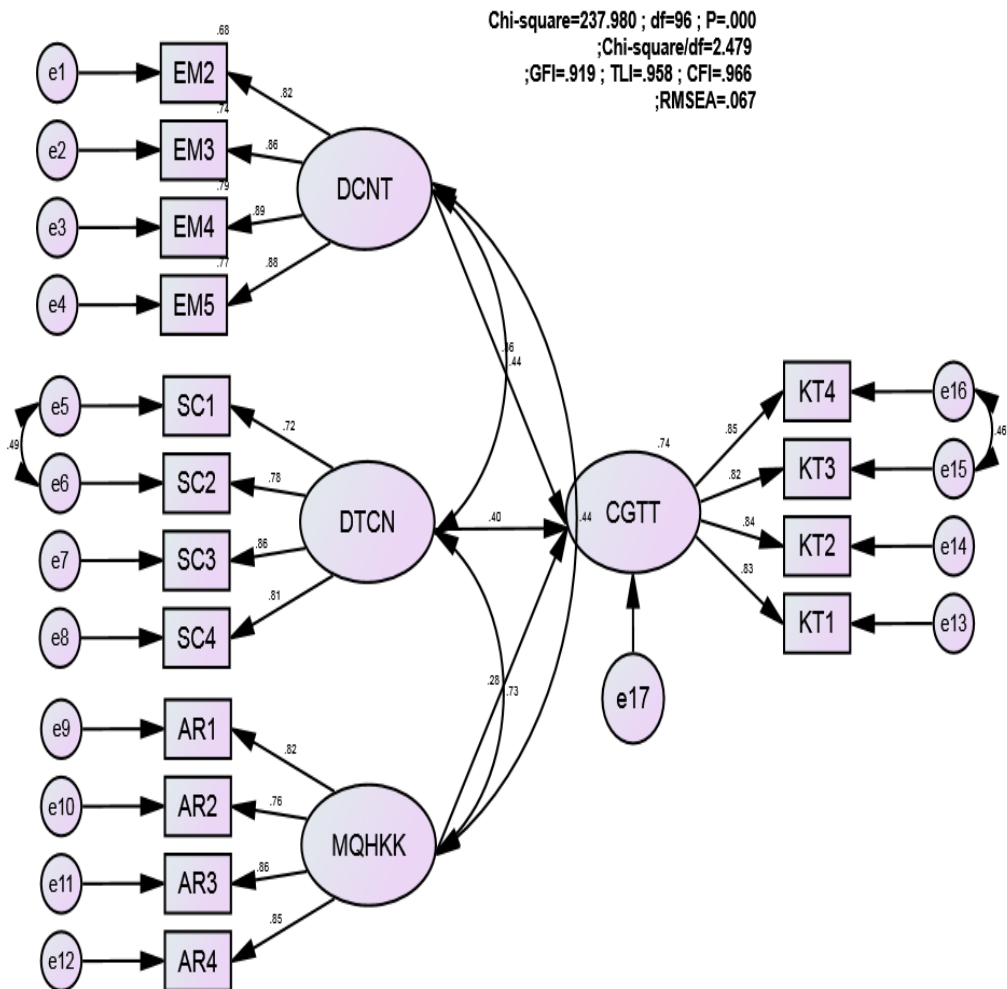 Chi-square=237.980 ; df=96 ; P=.000
;Chi-square/df=2.479
;GFI=.919 ; TLI=.958 ; CFI=.966
;RMSEA=.067
.68
e1
EM2
.82
.74
e2
EM3
.86
DCNT
.79
e3
EM4
.89
.77
e4
EM5
.88
.44
e5
SC1
.72
.49
e6
SC2
.78
DTCN
e7
SC3
.86
e8
SC4
.81
.40
.44
.74
CGTT
.85
KT4
e16
.46
.82
KT3
e15
.84
KT2
e14
.83
KT1
e13
.28
.73
e17
e9
AR1
.82
e10
AR2
.76
MQHKK
e11
AR3
.86
e12
AR4
.85